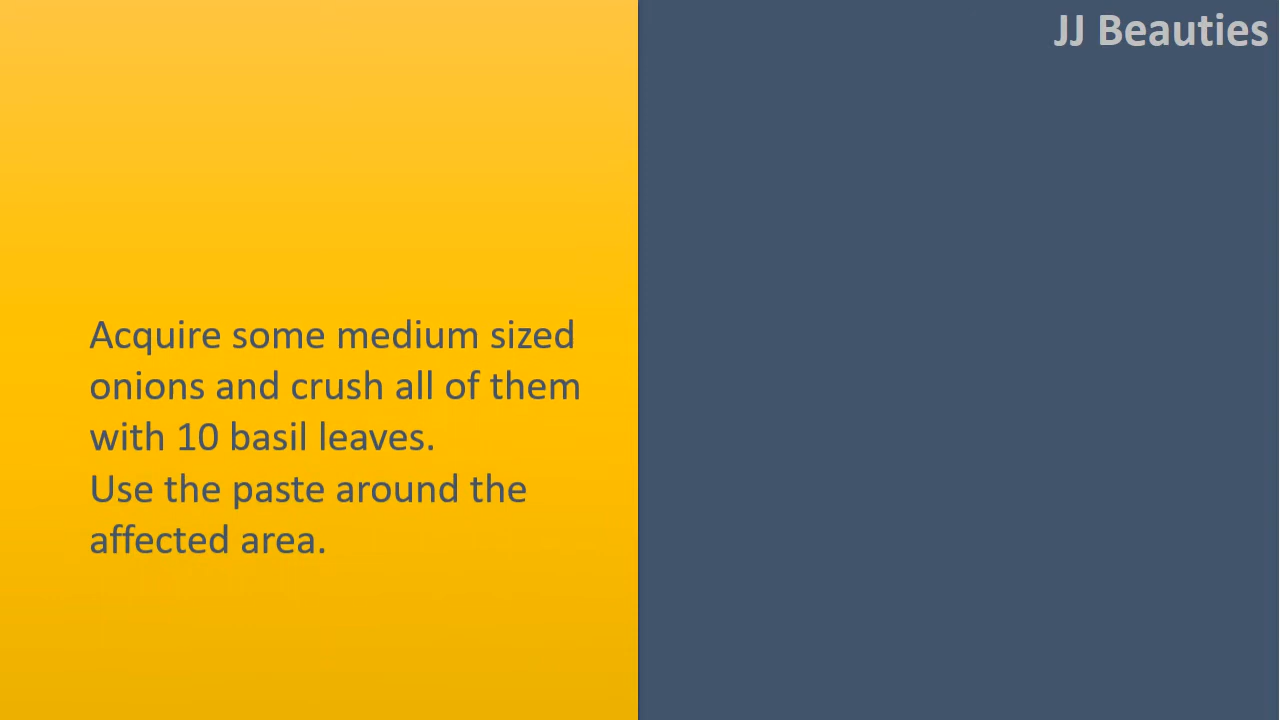 JJ Beauties
Acquire some medium sized
onions and crush all of them
with 10 basil leaves.
Use the paste around the
affected area.